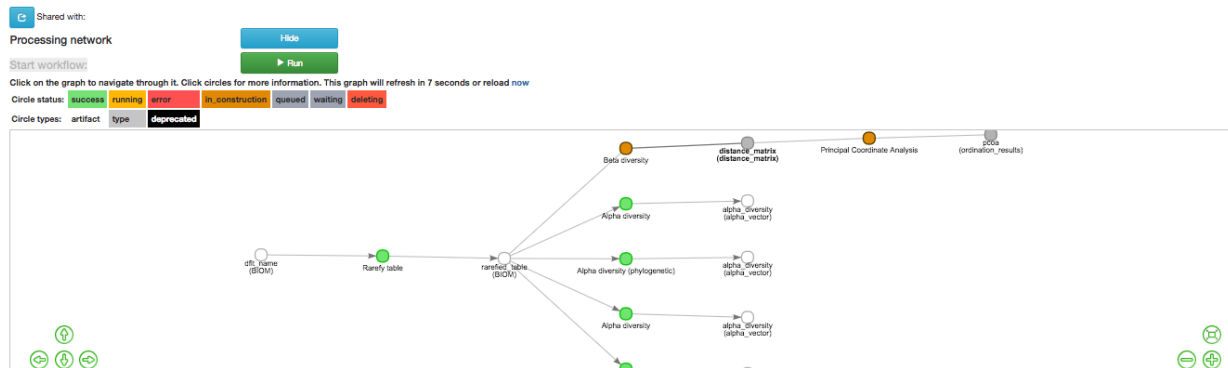 Shared with:
Processing network
Hide
Start workflow:
Run
Click on the graph to navigate through it. Click circles for more information. This graph will refresh in 7 seconds or reload now
Circle status: success running error in_construction queued waiting deleting
Circle types: artifact type deprecated
Beta diversity
distance_matrix
(distance_matrix)
Principal Coordinate Analysis
pcoa
(ordination_results)
Alpha diversity
alpha_diversity
(alpha_vector)
dflt_name
(BIOM)
Rarefy table
rarefied_table
(BIOM)
Alpha diversity (phylogenetic)
alpha_diversity
(alpha_vector)
Alpha diversity
alpha_diversity
(alpha_vector)